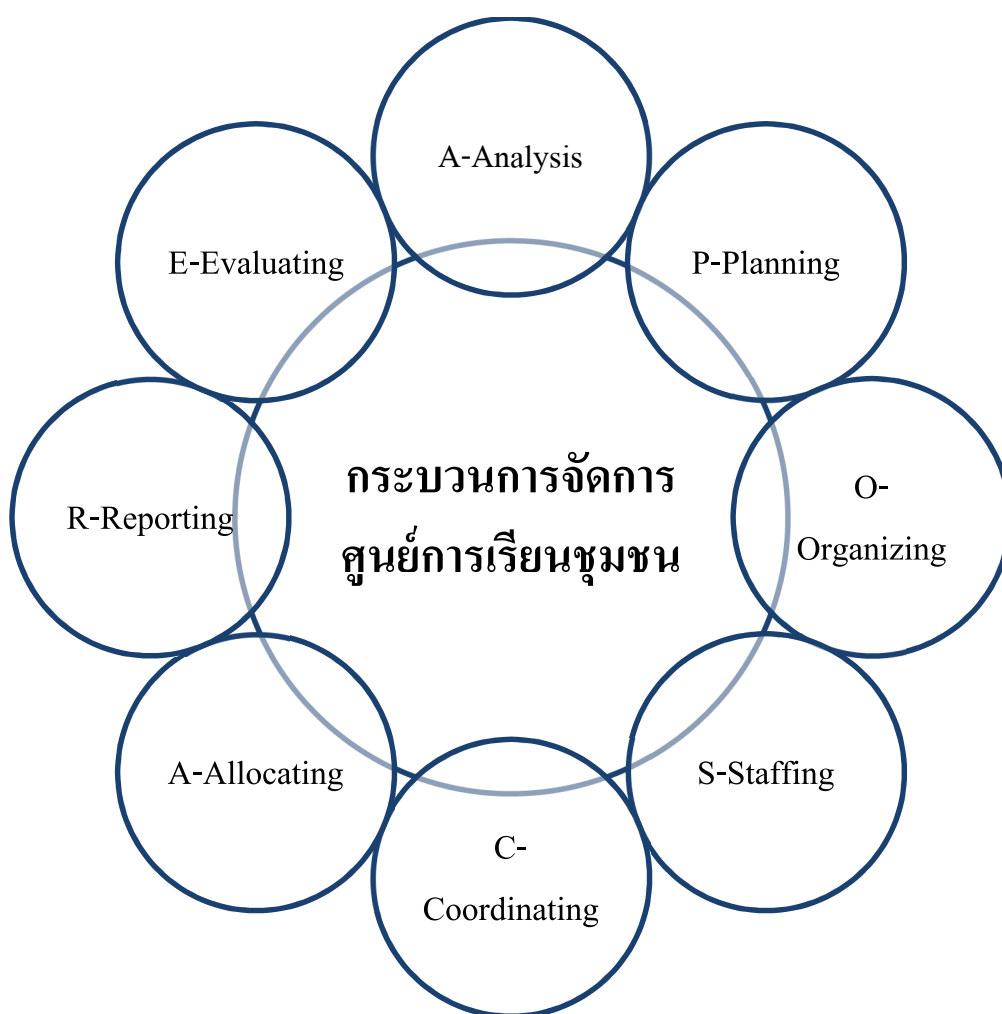 A-Analysis
P-Planning
O-
Organizing
S-Staffing
C-
Coordinating
A-Allocating
R-Reporting
E-Evaluating
กระบวนการจัดการ
ศูนย์การเรียนชุมชน